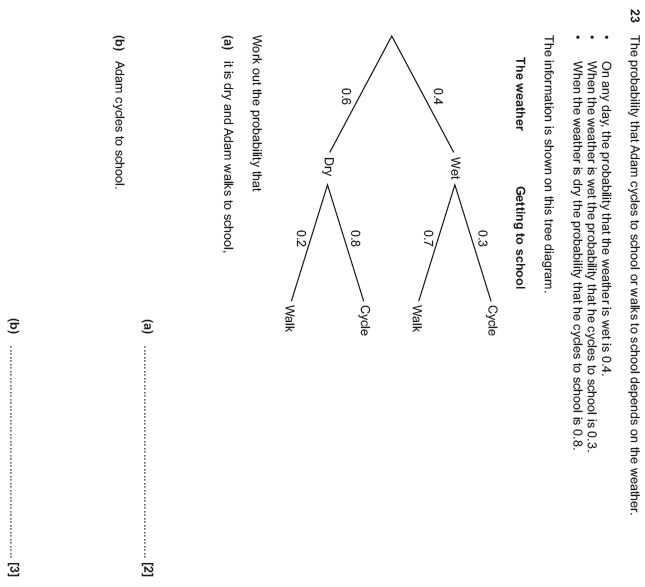 23 The probability that Adam cycles to school or walks to school depends on the weather.
• On any day, the probability that the weather is wet is 0.4.
• When the weather is wet the probability that he cycles to school is 0.3.
• When the weather is dry the probability that he cycles to school is 0.8.
The information is shown on this tree diagram.
The weather Getting to school
0.3 Cycle
Wet
0.4
0.7 Walk
0.8 Cycle
0.6
Dry
0.2 Walk
Work out the probability that
(a) it is dry and Adam walks to school,
(a) ................................................ [2]
(b) Adam cycles to school.
(b) ................................................ [3]